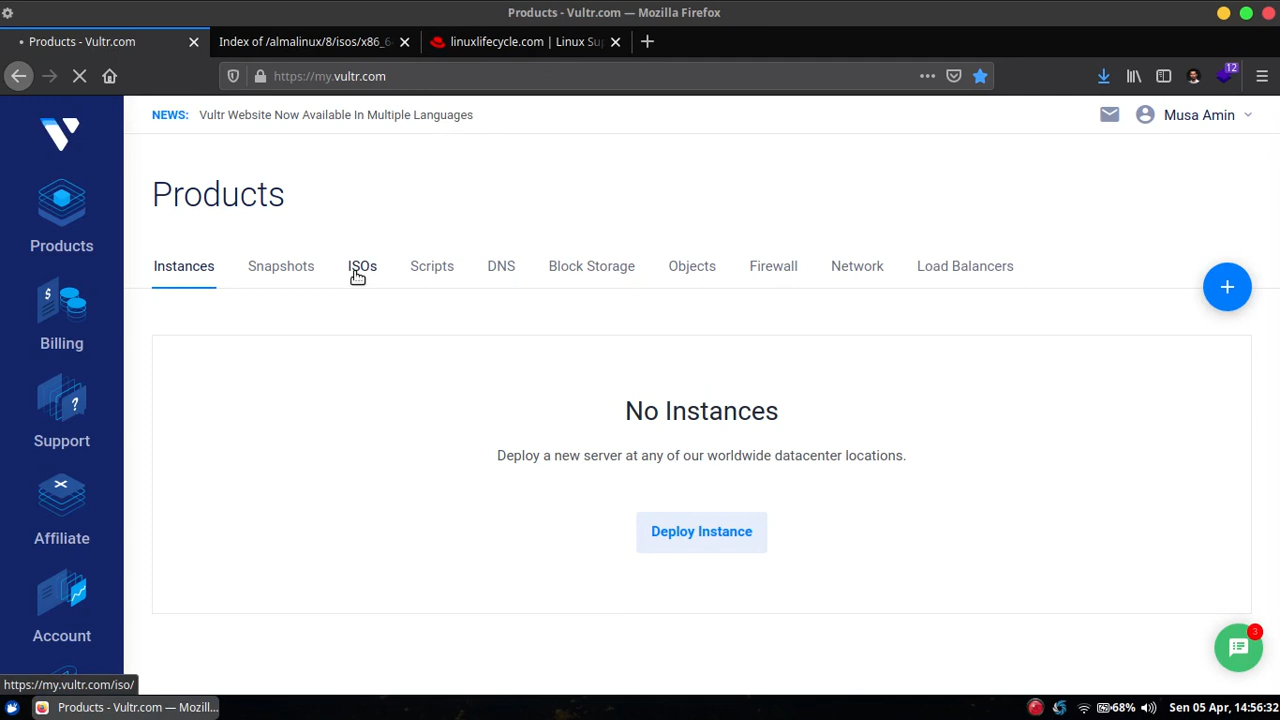 Products - Vultr.com — Mozilla Firefox
Products - Vultr.com
Index of /almalinux/8/isos/x86_6
linuxlifecycle.com | Linux Su
https://my.vultr.com
12
NEWS: Vultr Website Now Available In Multiple Languages
Musa Amin
Products
Products
Instances Snapshots ISOs Scripts DNS Block Storage Objects Firewall Network Load Balancers
+
$
Billing
No Instances
?
Support
Deploy a new server at any of our worldwide datacenter locations.
Deploy Instance
Affiliate
Account
3
https://my.vultr.com/iso/
Products - Vultr.com — Mozill...
68%
Sen 05 Apr, 14:56:32